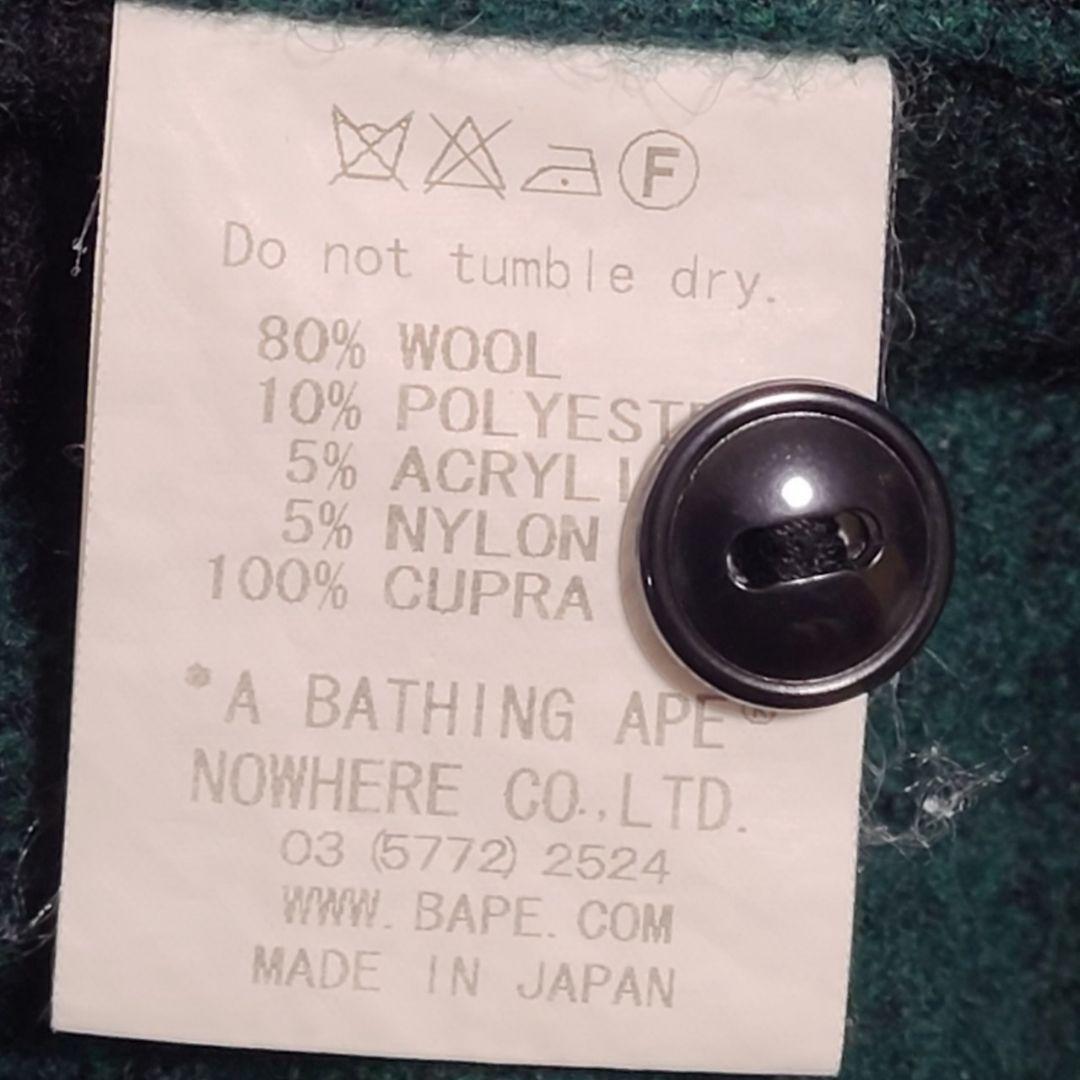 F
Do not tumble dry.
80% WOOL
10% POLYEST
5% ACRYLI
5% NYLON
100% CUPRA
*A BATHING APE®
NOWHERE CO.,LTD.
03 (5772) 2524
WWW. BAPE. COM
MADE IN JAPAN